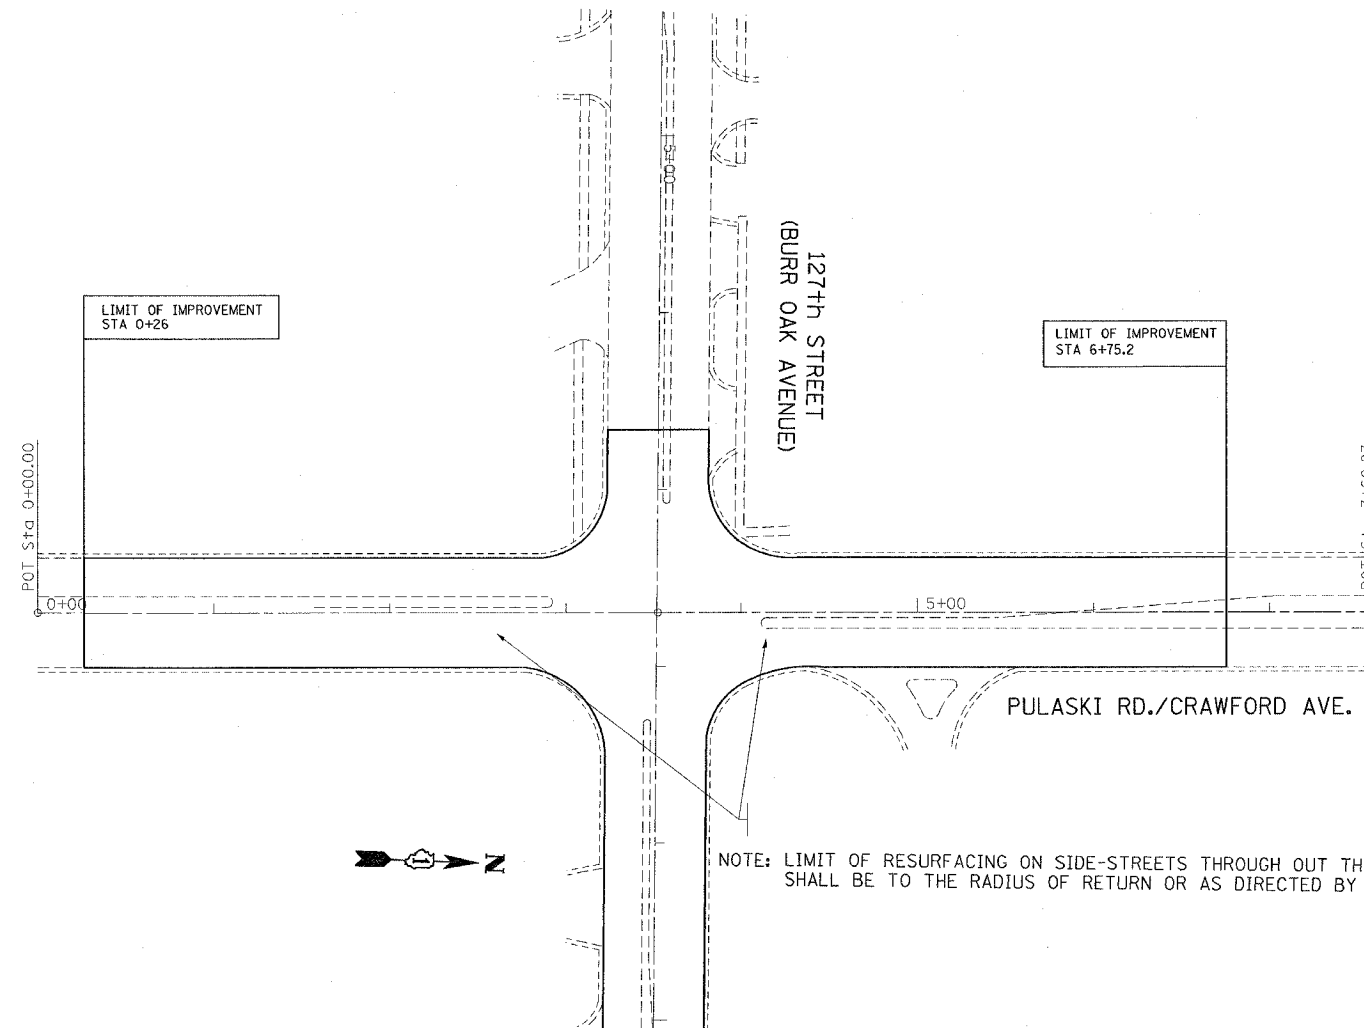 15+00
127th STREET
(BURR OAK AVENUE)
LIMIT OF IMPROVEMENT
STA 0+26
LIMIT OF IMPROVEMENT
STA 6+75.2
POT Sta 0+00.00
0+00
5+00
PULASKI RD./CRAWFORD AVE.
N
NOTE: LIMIT OF RESURFACING ON SIDE-STREETS THROUGH OUT TH
SHALL BE TO THE RADIUS OF RETURN OR AS DIRECTED BY